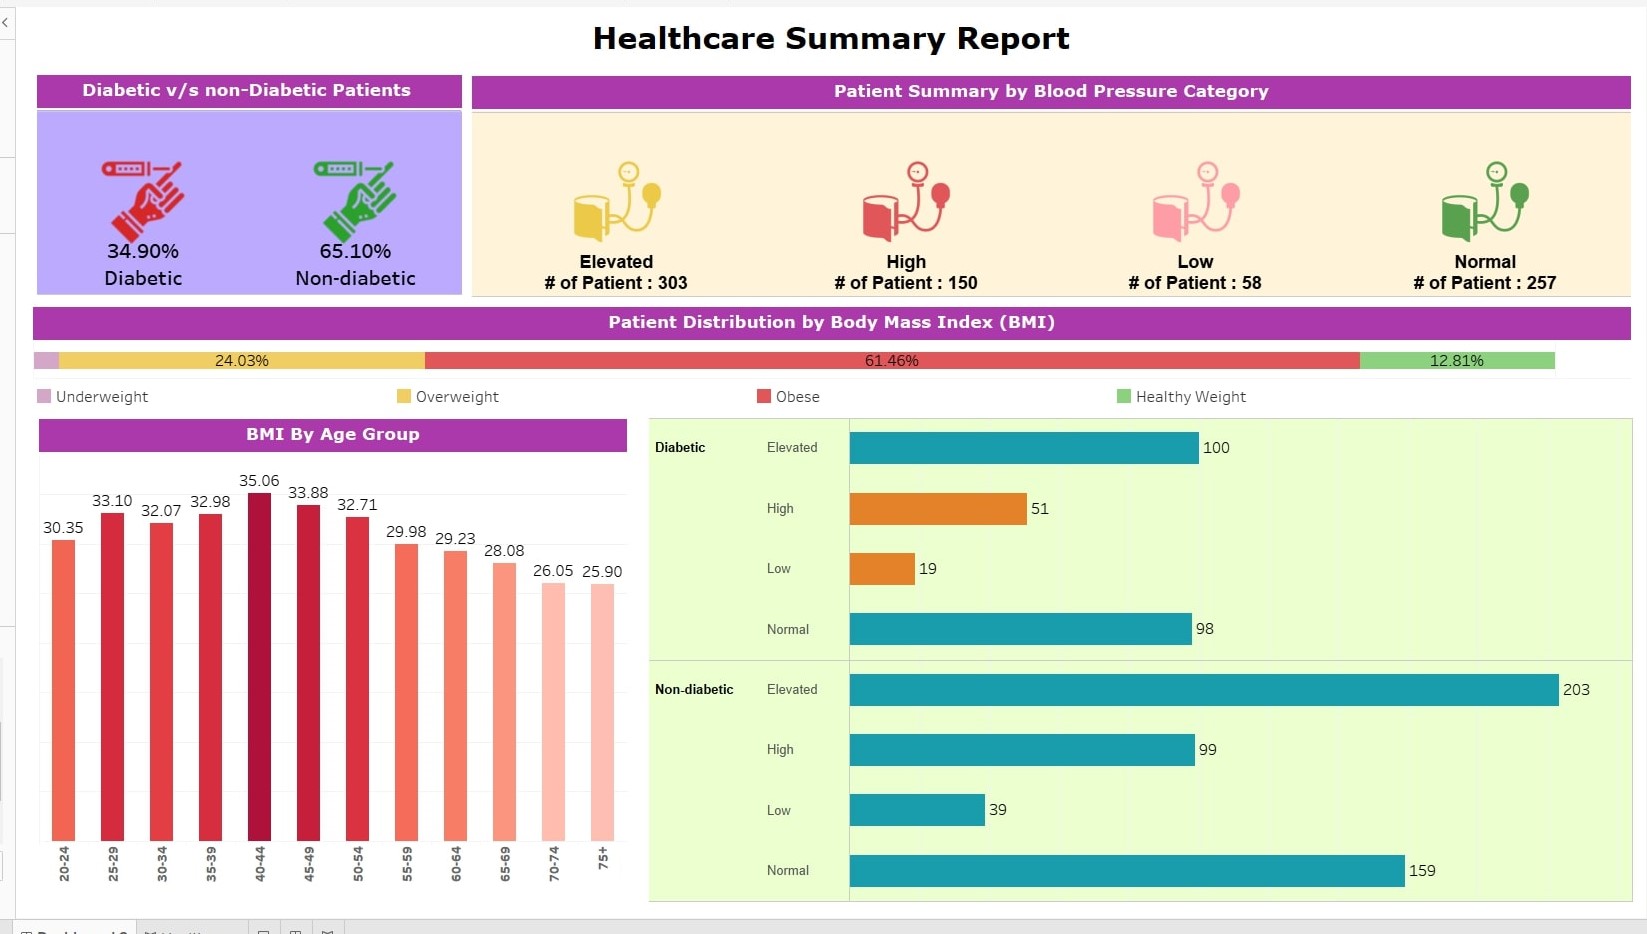 Healthcare Summary Report
Diabetic v/s non-Diabetic Patients
34.90%
Diabetic
65.10%
Non-diabetic
Patient Summary by Blood Pressure Category
Elevated
# of Patient : 303
High
# of Patient : 150
Low
# of Patient : 58
Normal
# of Patient : 257
Patient Distribution by Body Mass Index (BMI)
24.03%
61.46%
12.81%
Underweight
Overweight
Obese
Healthy Weight
BMI By Age Group
30.35
33.10
32.07
32.98
35.06
33.88
32.71
29.98
29.23
28.08
26.05
25.90
20-24
25-29
30-34
35-39
40-44
45-49
50-54
55-59
60-64
65-69
70-74
75+
Diabetic
Elevated
100
High
51
Low
19
Normal
98
Non-diabetic
Elevated
203
High
99
Low
39
Normal
159